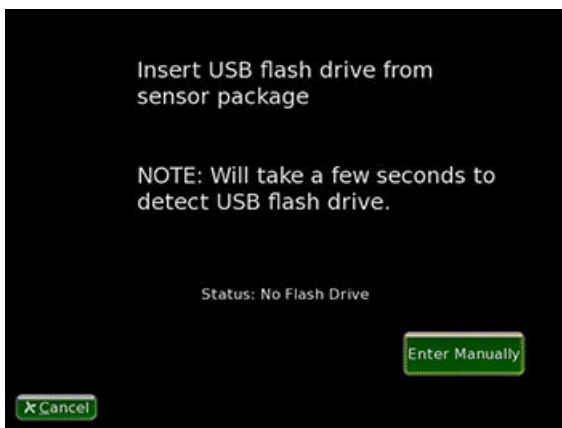 Insert USB flash drive from
sensor package
NOTE: Will take a few seconds to
detect USB flash drive.
Status: No Flash Drive
Enter Manually
Cancel